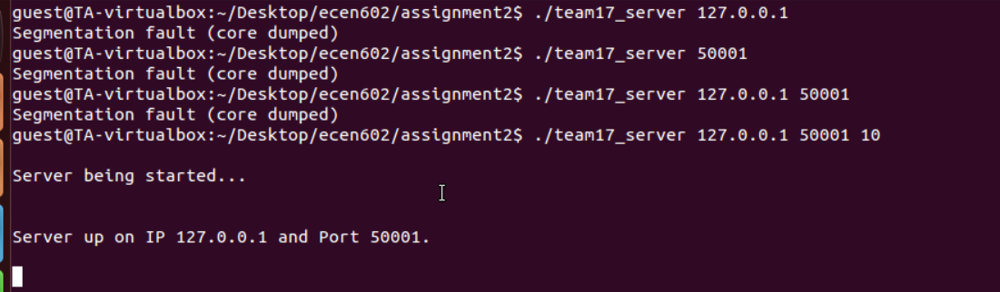 guest@TA-virtualbox:~/Desktop/ecen602/assignment2$ ./team17_server 127.0.0.1
Segmentation fault (core dumped)
guest@TA-virtualbox:~/Desktop/ecen602/assignment2$ ./team17_server 50001
Segmentation fault (core dumped)
guest@TA-virtualbox:~/Desktop/ecen602/assignment2$ ./team17_server 127.0.0.1 50001
Segmentation fault (core dumped)
guest@TA-virtualbox:~/Desktop/ecen602/assignment2$ ./team17_server 127.0.0.1 50001 10
Server being started...
Server up on IP 127.0.0.1 and Port 50001.